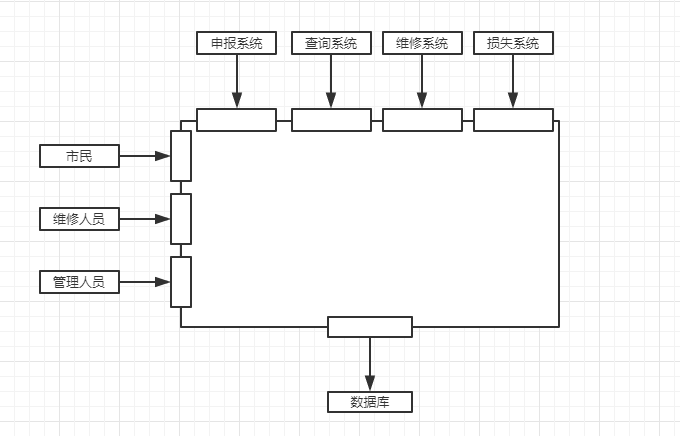 申报系统
查询系统
维修系统
损失系统
市民
维修人员
管理人员
数据库